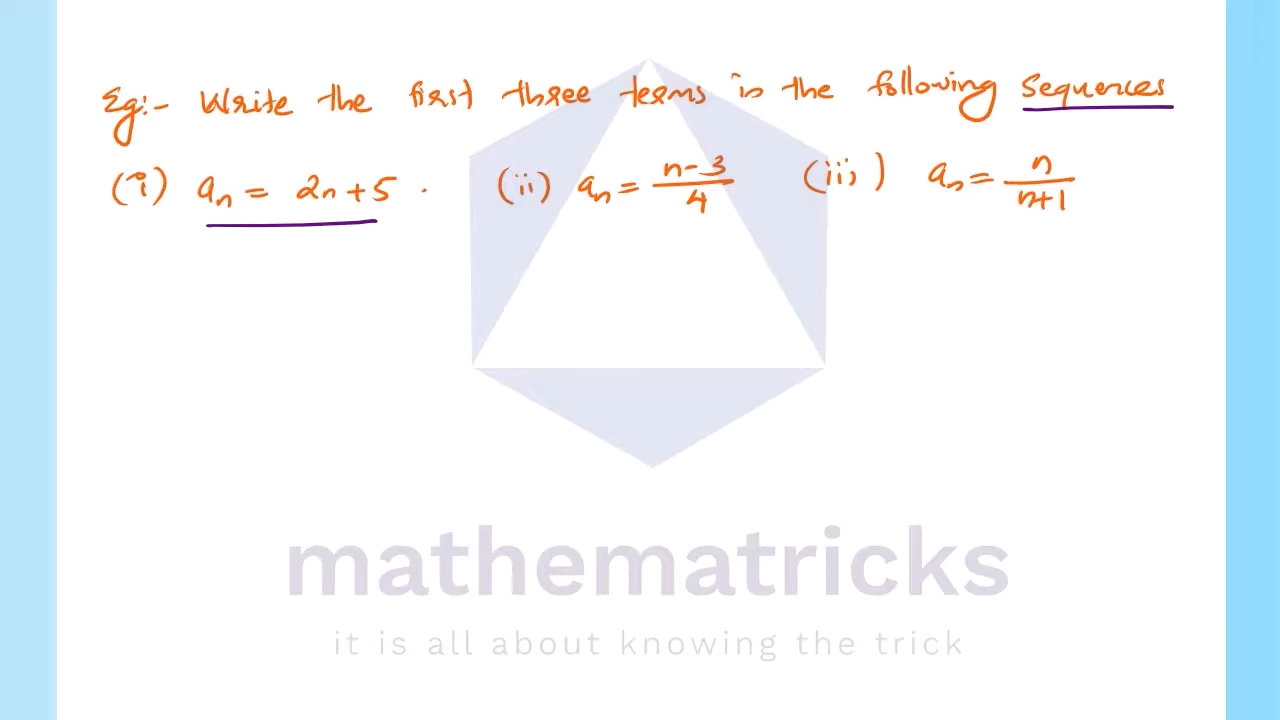 Eg:- Write the first three terms in the following Sequences
(i) aₙ = 2n+5 . (ii) aₙ = (n-3)/4 (iii) aₙ = n/(n+1)
mathematricks
it is all about knowing the trick